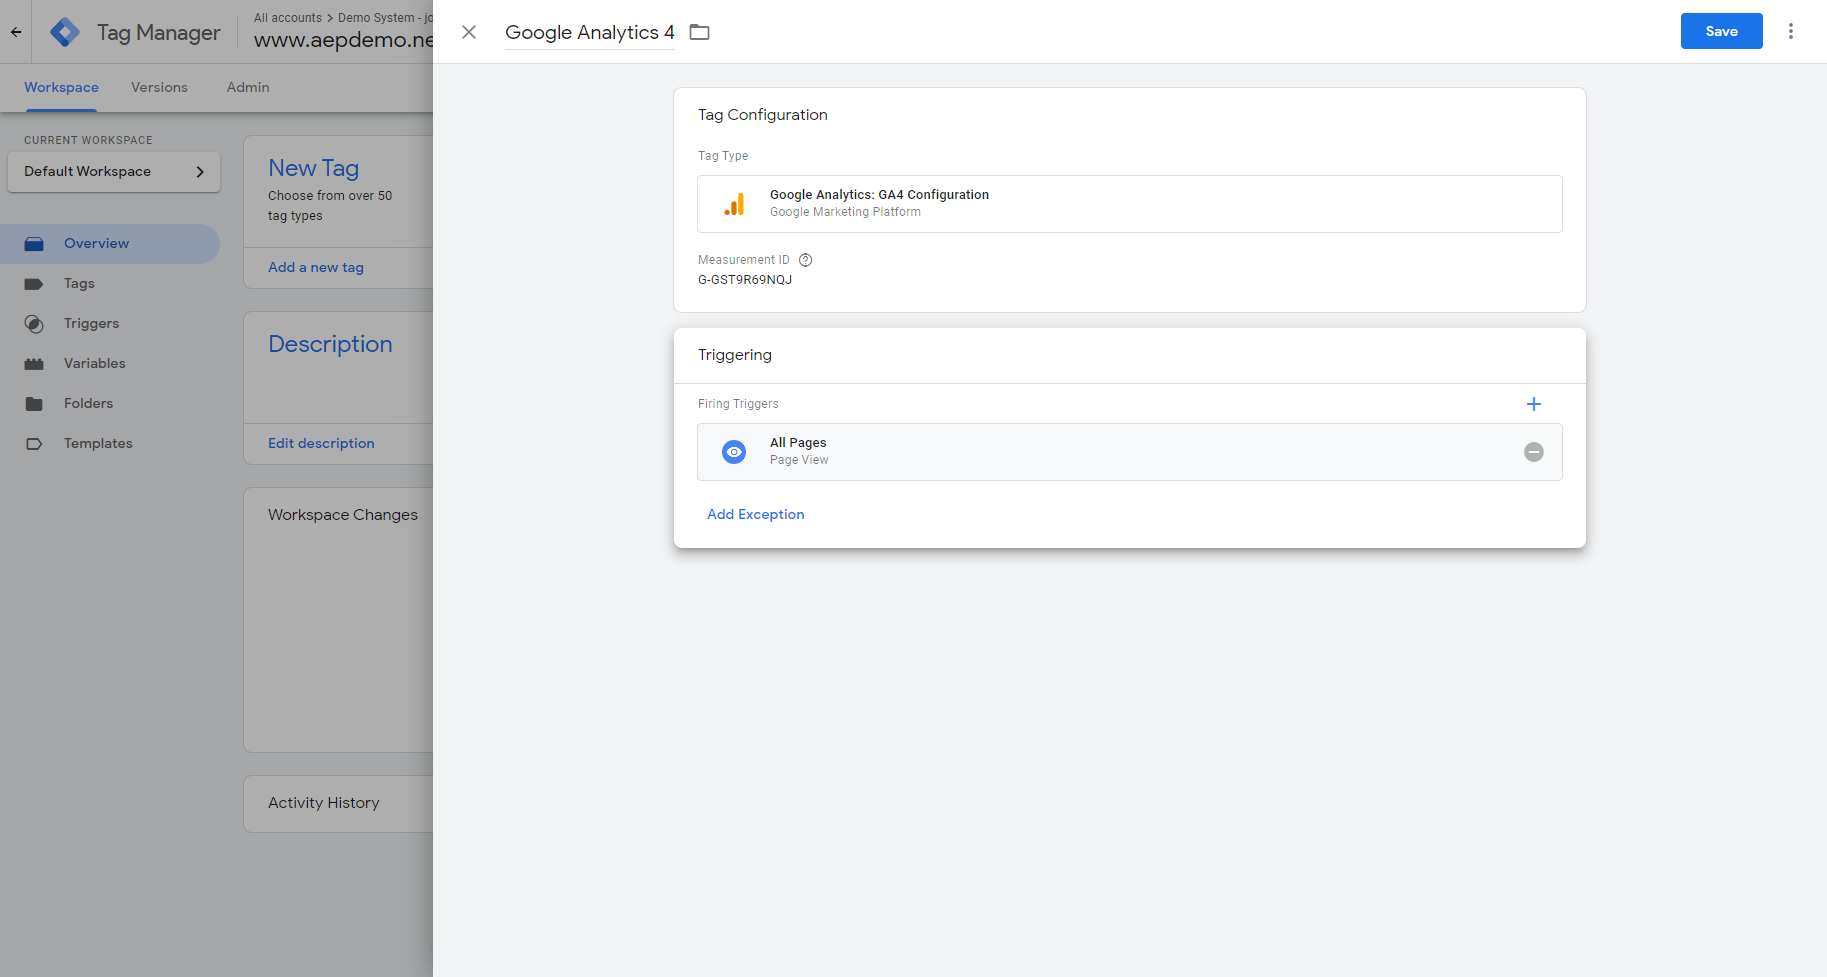 Tag Manager
All accounts > Demo System - jo
www.aepdemo.ne
Google Analytics 4
Save
Workspace
Versions
Admin
CURRENT WORKSPACE
Default Workspace
Overview
Tags
Triggers
Variables
Folders
Templates
New Tag
Choose from over 50
tag types
Add a new tag
Description
Edit description
Workspace Changes
Activity History
Tag Configuration
Tag Type
Google Analytics: GA4 Configuration
Google Marketing Platform
Measurement ID
G-GST9R69NQJ
Triggering
Firing Triggers
All Pages
Page View
Add Exception